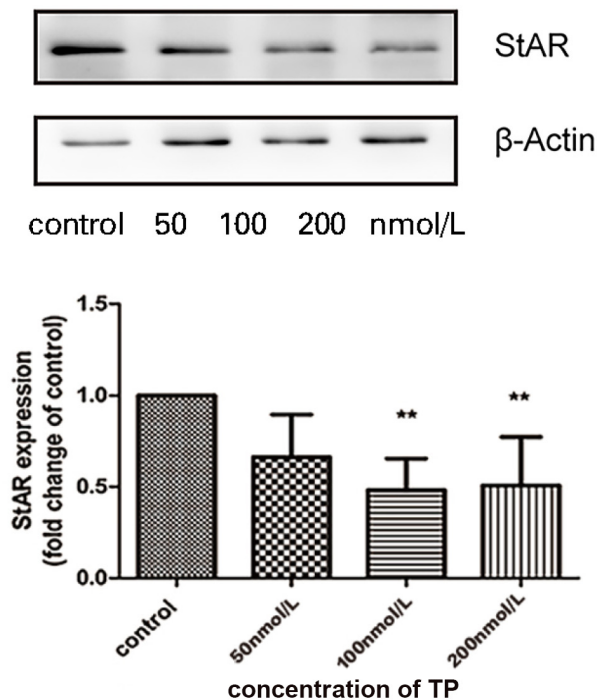 StAR
β-Actin
control 50 100 200 nmol/L
StAR expression
(fold change of control)
1.5
1.0
0.5
0.0
**
**
control
50nmol/L
100nmol/L
200nmol/L
concentration of TP